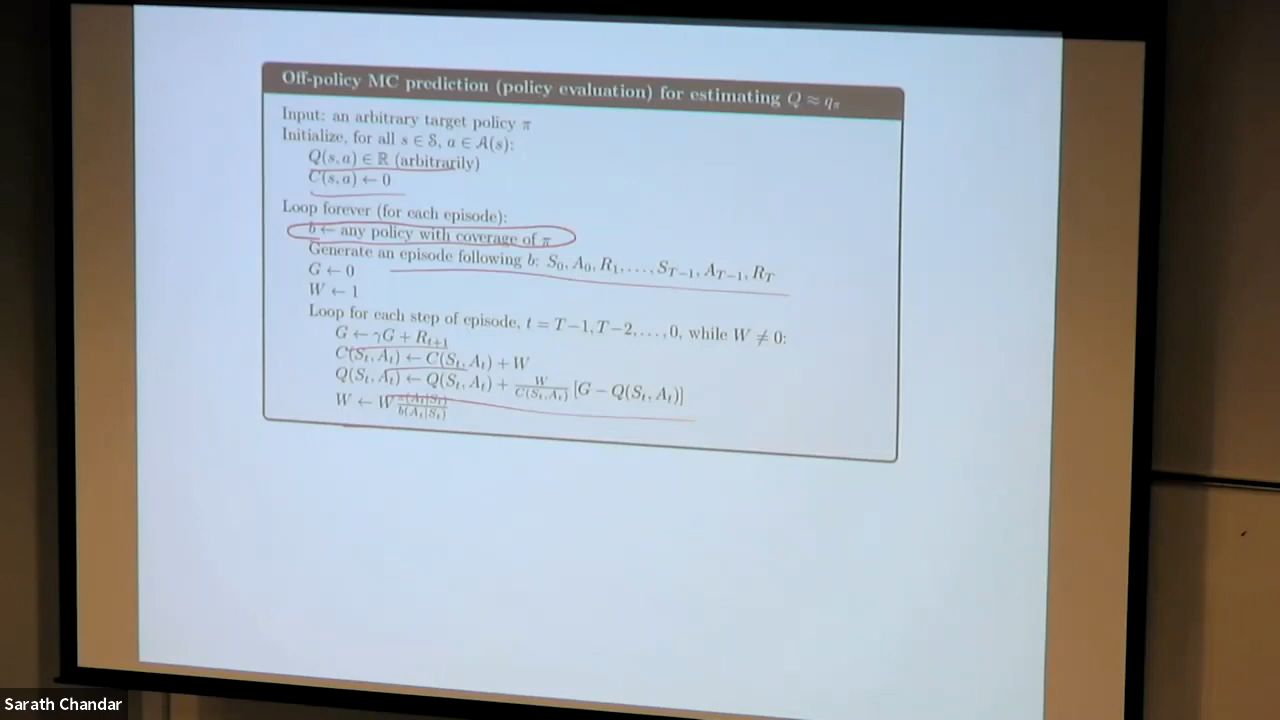 Off-policy MC prediction (policy evaluation) for estimating Q ≈ q_π
Input: an arbitrary target policy π
Initialize, for all s ∈ S, a ∈ A(s):
Q(s, a) ∈ ℝ (arbitrarily)
C(s, a) ← 0
Loop forever (for each episode):
b ← any policy with coverage of π
Generate an episode following b: S_0, A_0, R_1, . . . , S_{T−1}, A_{T−1}, R_T
G ← 0
W ← 1
Loop for each step of episode, t = T−1, T−2, . . . , 0, while W ≠ 0:
G ← γG + R_{t+1}
C(S_t, A_t) ← C(S_t, A_t) + W
Q(S_t, A_t) ← Q(S_t, A_t) + W/C(S_t,A_t) [G − Q(S_t, A_t)]
W ← W π(A_t|S_t)/b(A_t|S_t)
Sarath Chandar